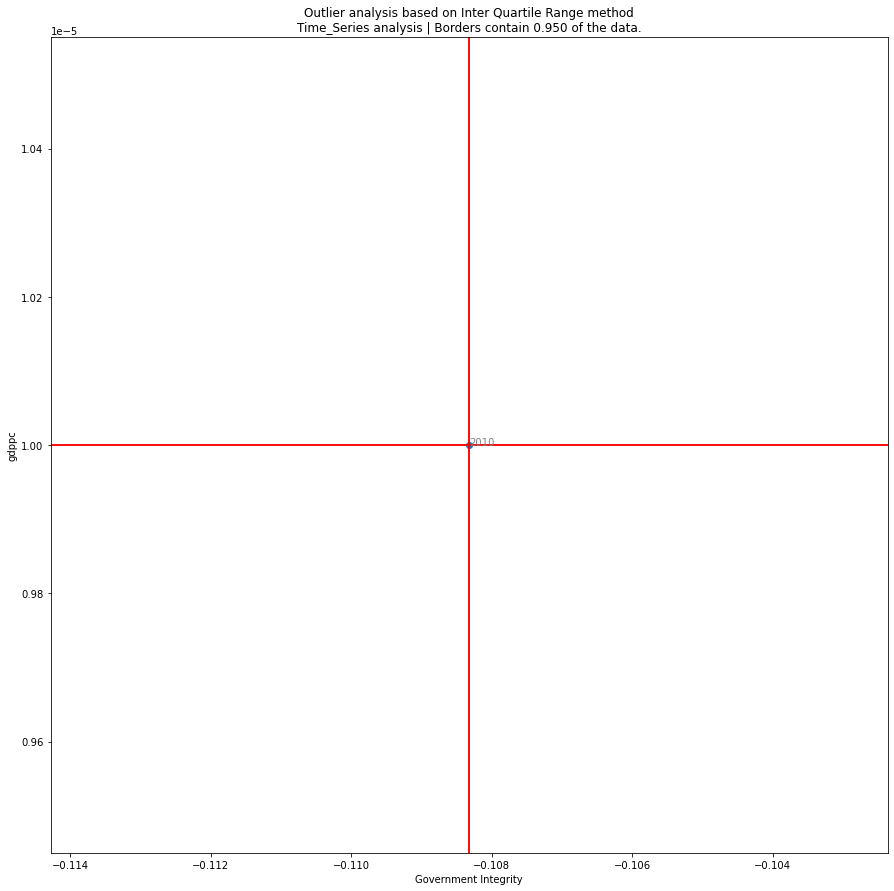 Outlier analysis based on Inter Quartile Range method
Time_Series analysis | Borders contain 0.950 of the data.
1e−5
1.04
1.02
gdppc
1.00
2010
0.98
0.96
−0.114
−0.112
−0.110
−0.108
−0.106
−0.104
Government Integrity